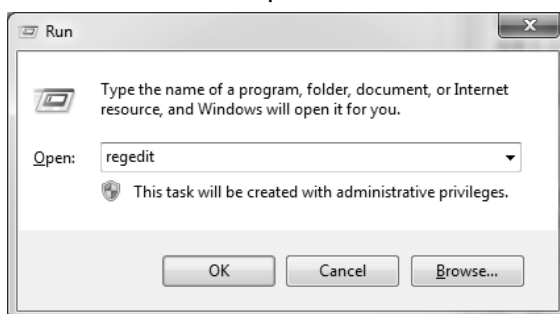 Run
Type the name of a program, folder, document, or Internet
resource, and Windows will open it for you.
Open: regedit
This task will be created with administrative privileges.
OK Cancel Browse...